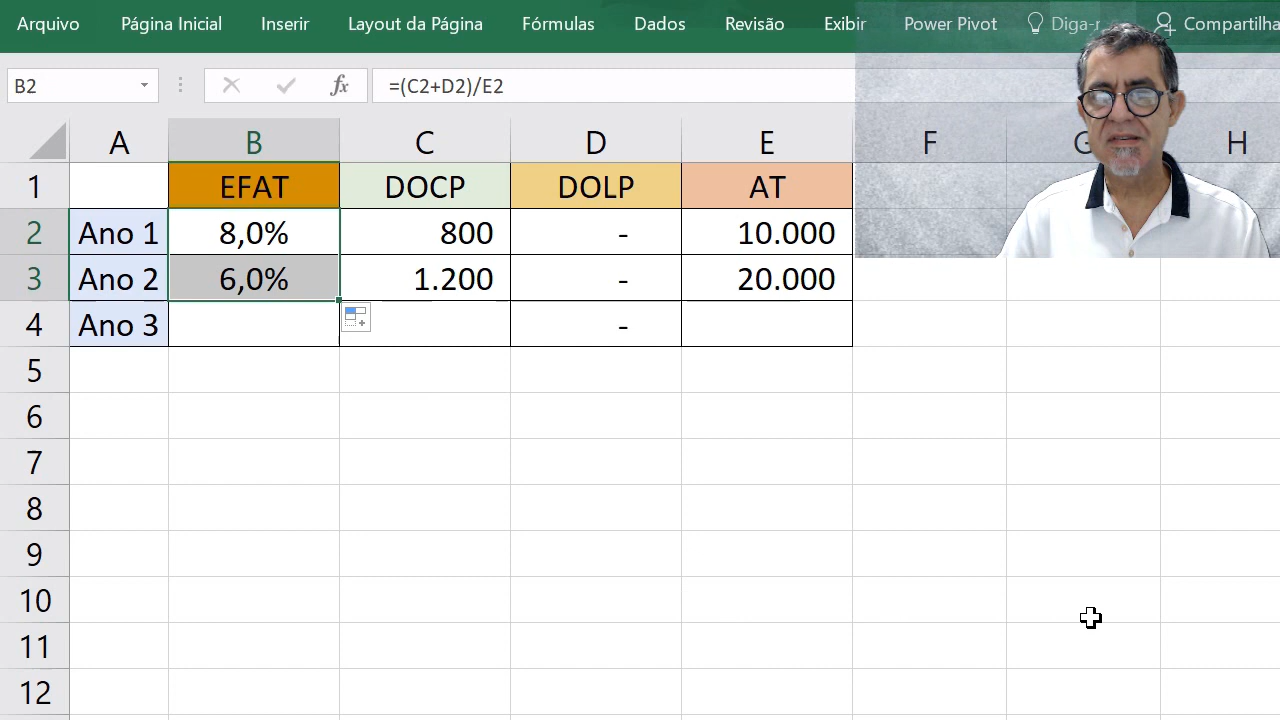 Arquivo Página Inicial Inserir Layout da Página Fórmulas Dados Revisão Exibir Power Pivot Diga- Compartilha
B2 fx =(C2+D2)/E2
A B C D E F G H
1 EFAT DOCP DOLP AT
2 Ano 1 8,0% 800 - 10.000
3 Ano 2 6,0% 1.200 - 20.000
4 Ano 3 -
5
6
7
8
9
10
11
12